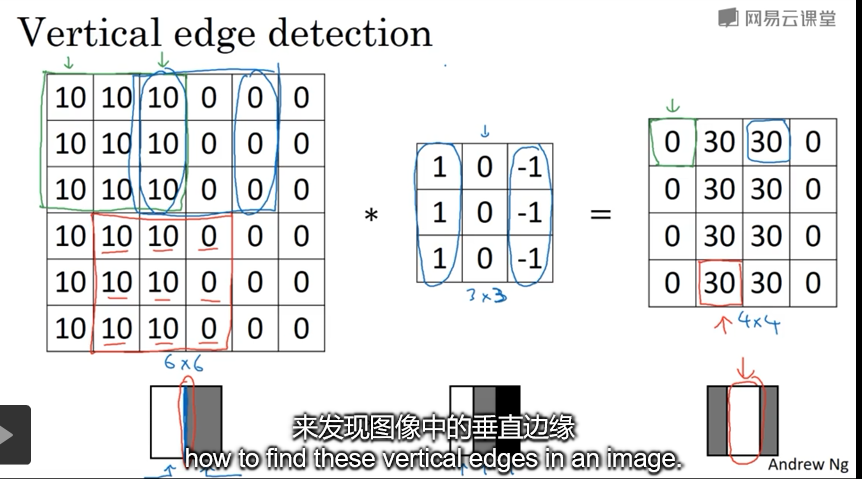 网易云课堂
Vertical edge detection
10 10 10 0 0 0
10 10 10 0 0 0
10 10 10 0 0 0
10 10 10 0 0 0
10 10 10 0 0 0
10 10 10 0 0 0
6×6
*
1 0 -1
1 0 -1
1 0 -1
3×3
=
0 30 30 0
0 30 30 0
0 30 30 0
0 30 30 0
4×4
来发现图像中的垂直边缘
how to find these vertical edges in an image.
Andrew Ng